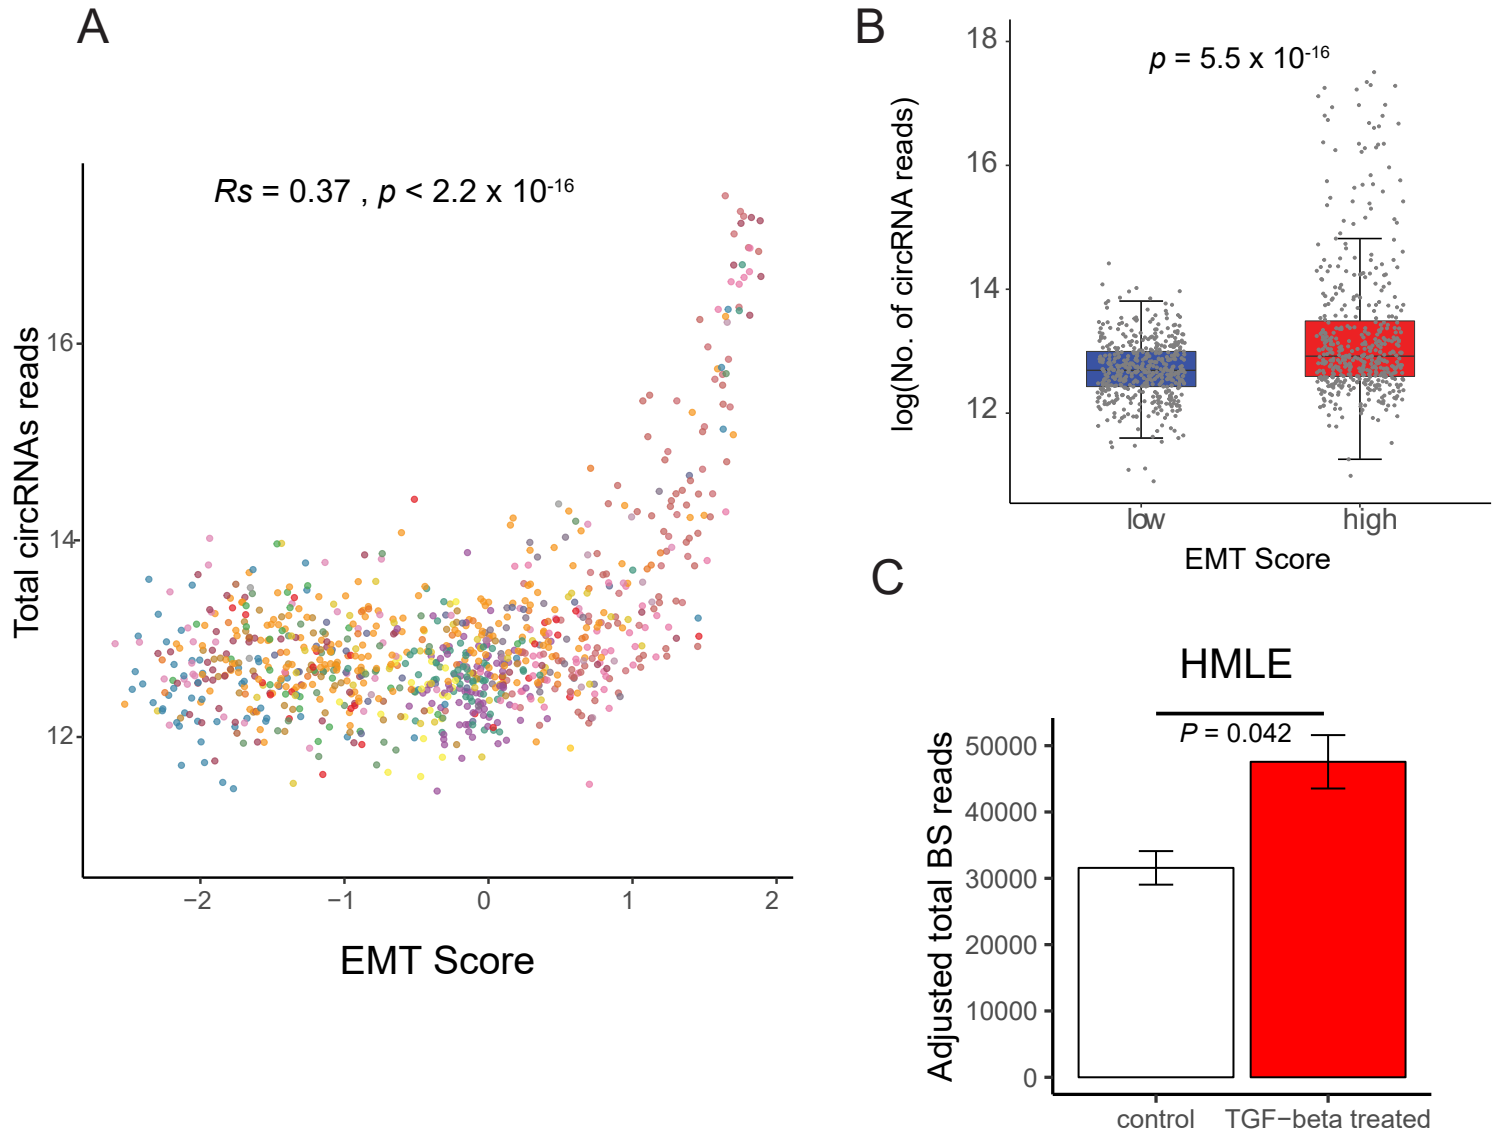 A
Rs = 0.37 , p < 2.2 x 10-16
Total circRNAs reads
16
14
12
−2
−1
0
1
2
EMT Score
B
p = 5.5 x 10-16
log(No. of circRNA reads)
18
16
14
12
low
high
EMT Score
C
HMLE
P = 0.042
Adjusted total BS reads
50000
40000
30000
20000
10000
0
control
TGF−beta treated